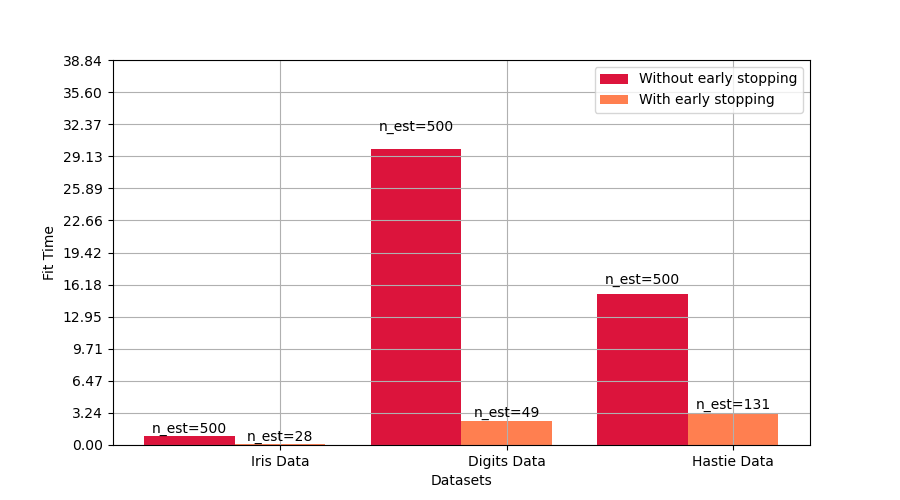 38.84
35.60
32.37
29.13
25.89
22.66
19.42
16.18
12.95
9.71
6.47
3.24
0.00
Fit Time
Without early stopping
With early stopping
n_est=500
n_est=28
n_est=500
n_est=49
n_est=500
n_est=131
Iris Data
Digits Data
Hastie Data
Datasets